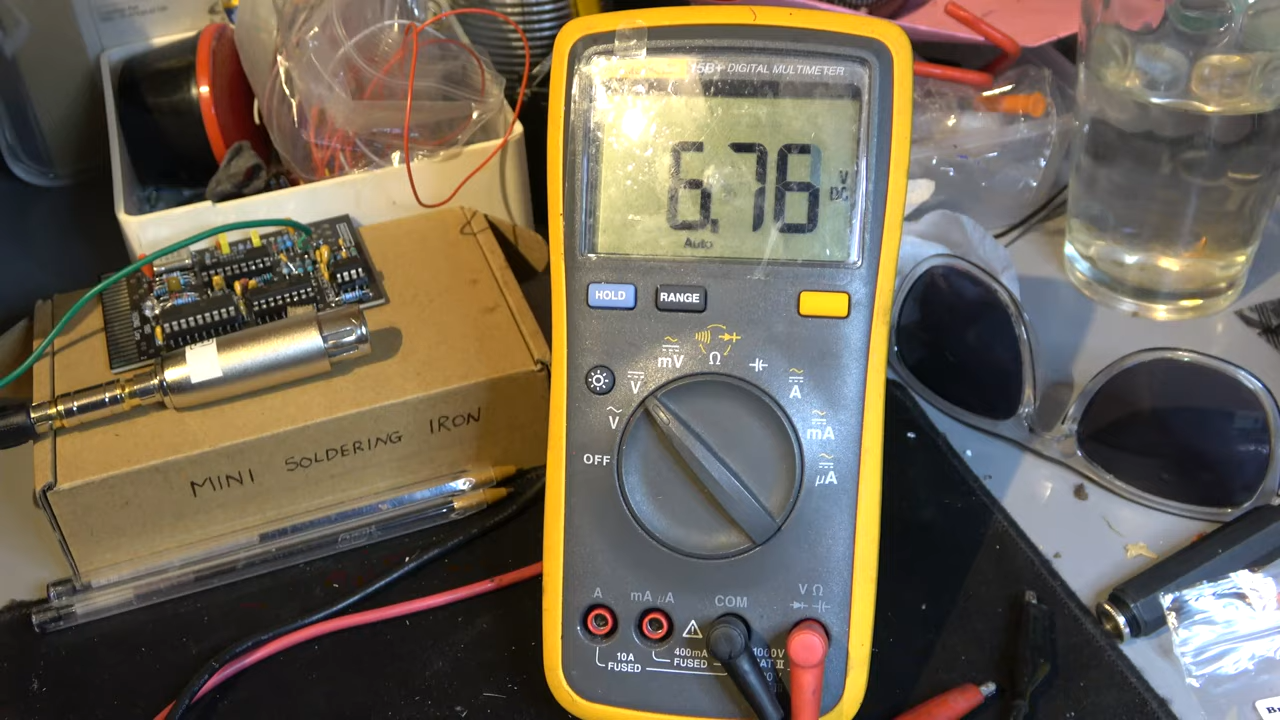 15B+ DIGITAL MULTIMETER
6.76
V
DC
Auto
HOLD
RANGE
mV
Ω
V
A
V
mA
OFF
μA
A
mA μA
COM
V Ω
10A
FUSED
400mA
FUSED
1000V
MINI SOLDERING IRON